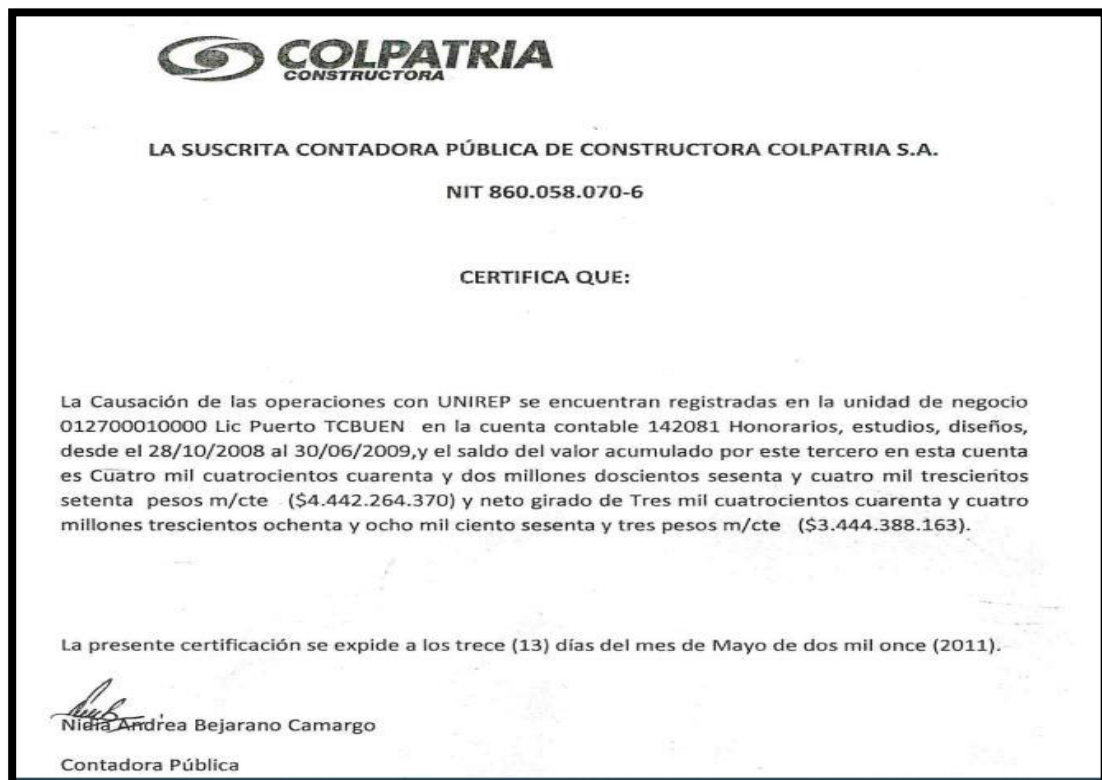 COLPATRIA
CONSTRUCTORA
LA SUSCRITA CONTADORA PÚBLICA DE CONSTRUCTORA COLPATRIA S.A.
NIT 860.058.070-6
CERTIFICA QUE:
La Causación de las operaciones con UNIREP se encuentran registradas en la unidad de negocio
012700010000 Lic Puerto TCBUEN en la cuenta contable 142081 Honorarios, estudios, diseños,
desde el 28/10/2008 al 30/06/2009,y el saldo del valor acumulado por este tercero en esta cuenta
es Cuatro mil cuatrocientos cuarenta y dos millones doscientos sesenta y cuatro mil trescientos
setenta pesos m/cte ($4.442.264.370) y neto girado de Tres mil cuatrocientos cuarenta y cuatro
millones trescientos ochenta y ocho mil ciento sesenta y tres pesos m/cte ($3.444.388.163).
La presente certificación se expide a los trece (13) días del mes de Mayo de dos mil once (2011).
Nidia Andrea Bejarano Camargo
Contadora Pública